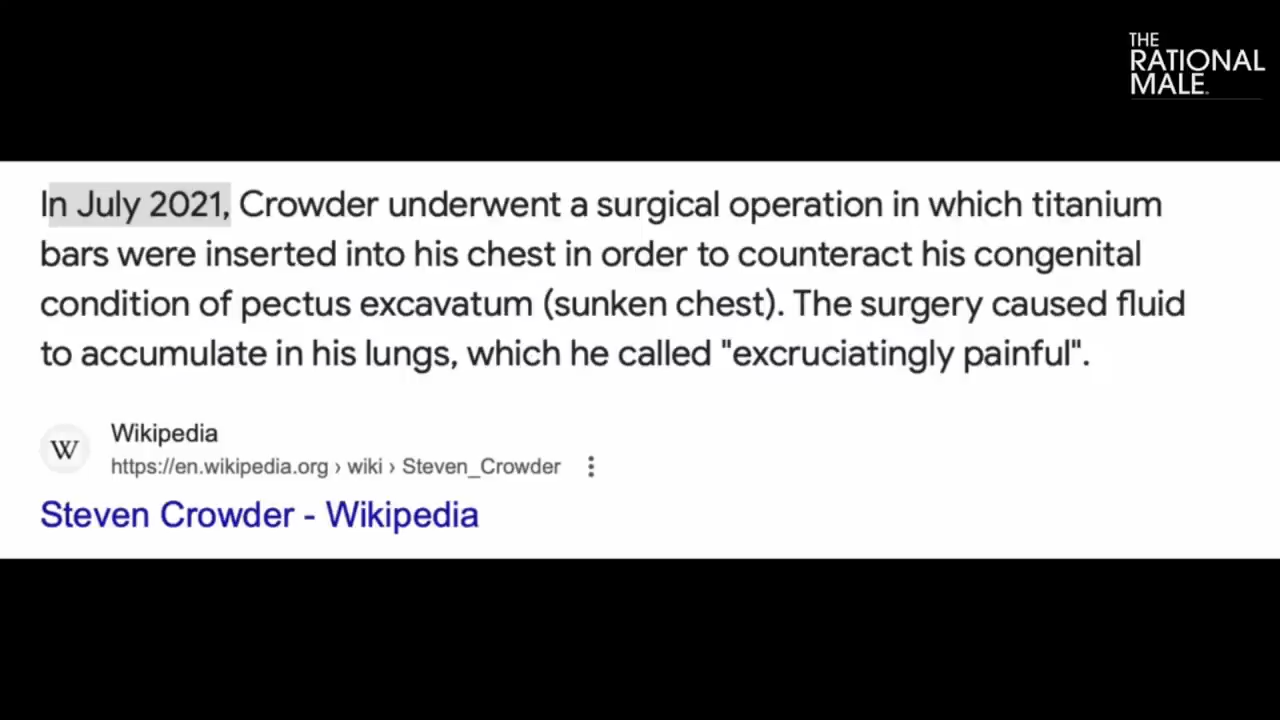 THE
RATIONAL
MALE.
In July 2021, Crowder underwent a surgical operation in which titanium
bars were inserted into his chest in order to counteract his congenital
condition of pectus excavatum (sunken chest). The surgery caused fluid
to accumulate in his lungs, which he called "excruciatingly painful".
W
Wikipedia
https://en.wikipedia.org › wiki › Steven_Crowder
Steven Crowder - Wikipedia